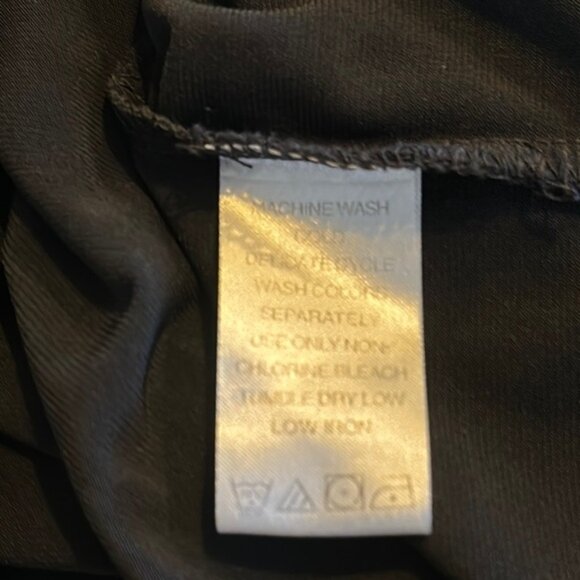 MACHINE WASH
COLD
DELICATE CYCLE
WASH COLORS
SEPARATELY
USE ONLY NON-
CHLORINE BLEACH
TUMBLE DRY LOW
LOW IRON